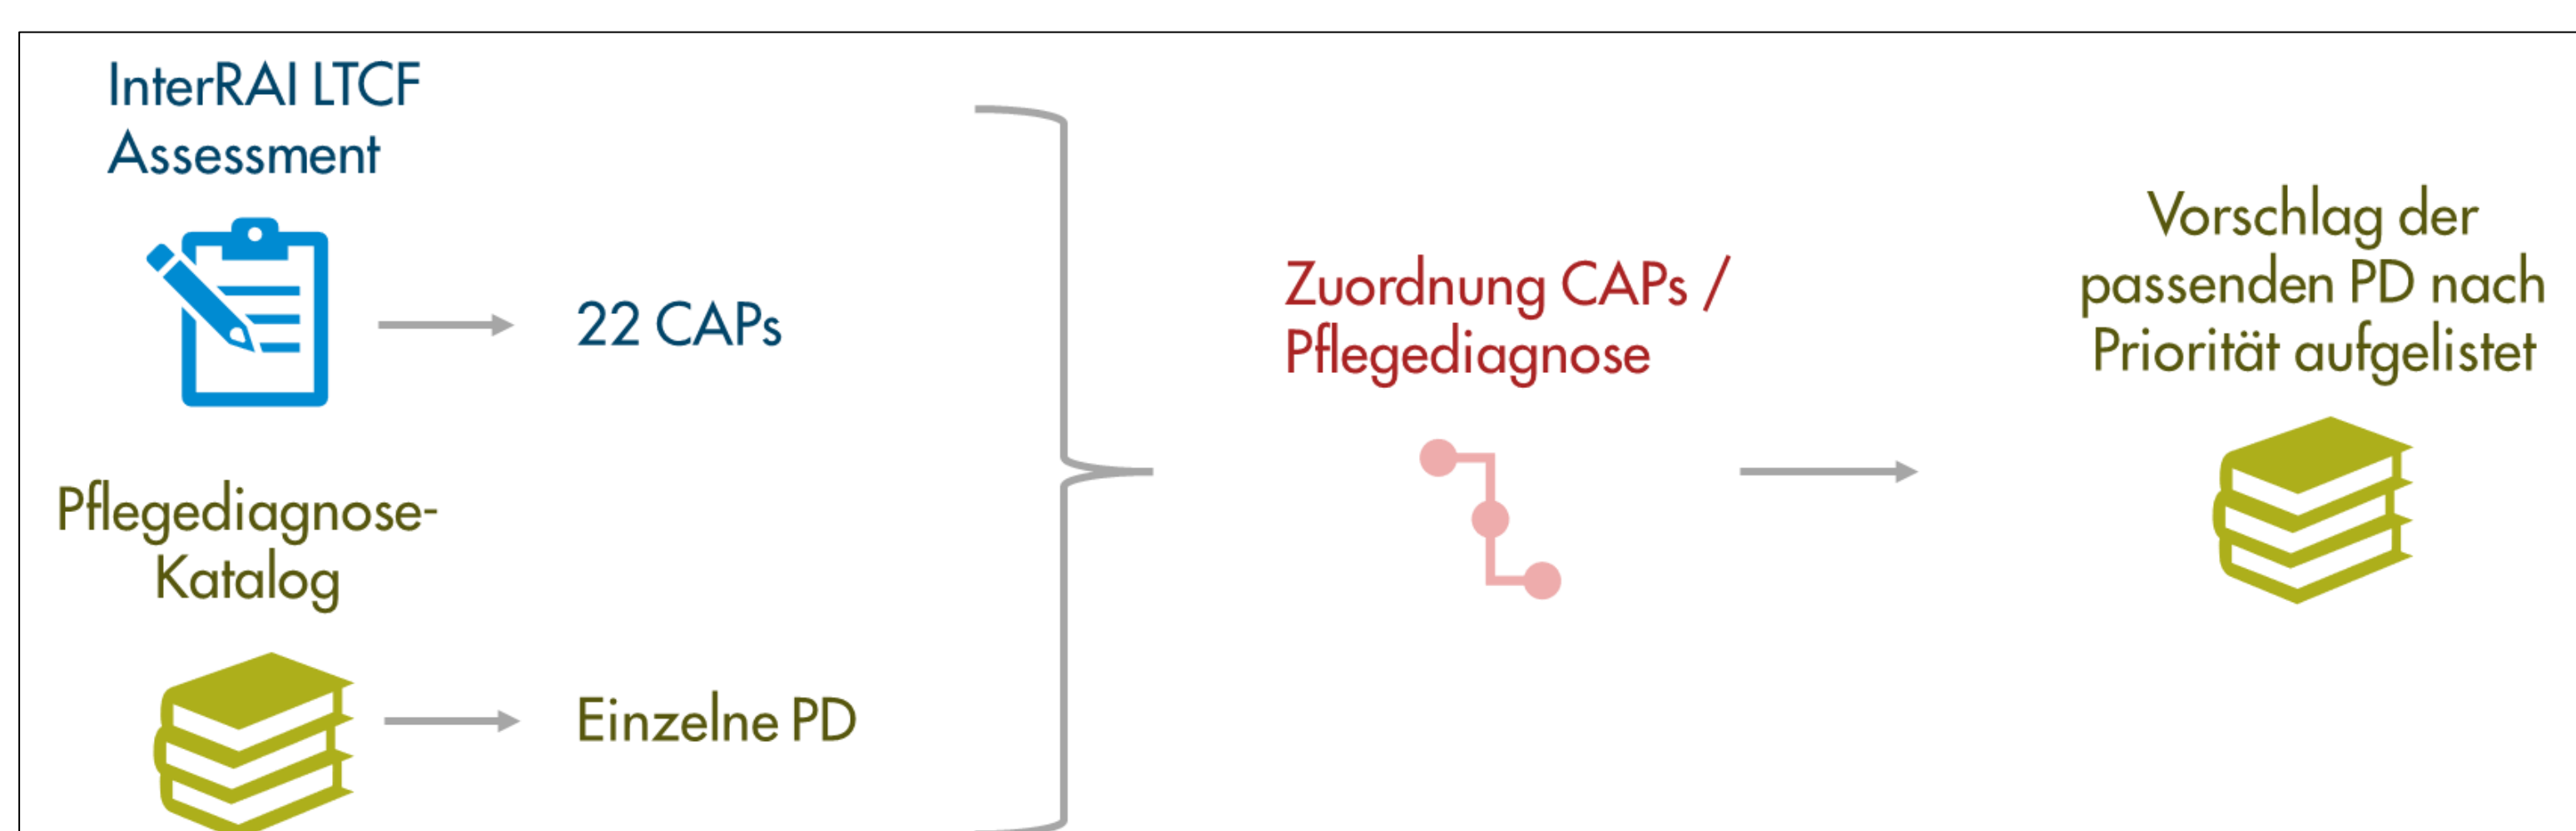 InterRAI LTCF
Assessment
22 CAPs
Pflegediagnose-
Katalog
Einzelne PD
Zuordnung CAPs /
Pflegediagnose
Vorschlag der
passenden PD nach
Priorität aufgelistet